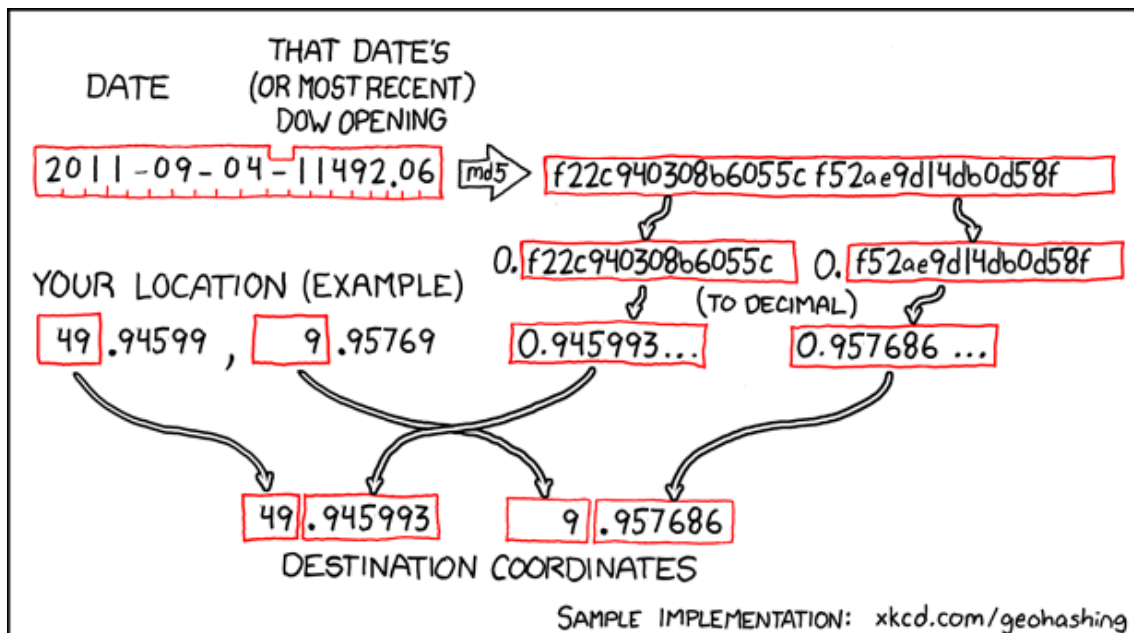 DATE
THAT DATE'S
(OR MOST RECENT)
DOW OPENING
2011-09-04-11492.06
md5
f22c940308b6055cf52ae9d14db0d58f
0.f22c940308b6055c
0.f52ae9d14db0d58f
YOUR LOCATION (EXAMPLE)
(TO DECIMAL)
49.94599, 9.95769
0.945993...
0.957686 ...
49.945993
9.957686
DESTINATION COORDINATES
SAMPLE IMPLEMENTATION: xkcd.com/geohashing